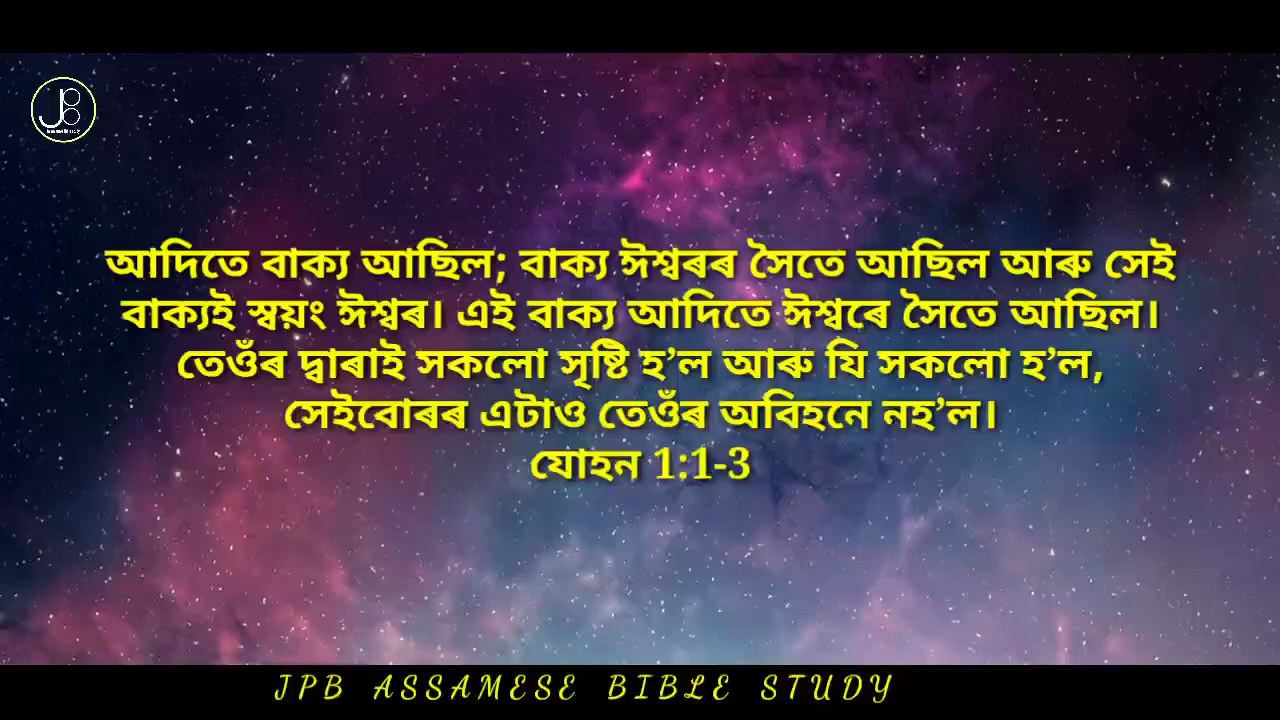 আদিতে বাক্য আছিল; বাক্য ঈশ্বৰৰ সৈতে আছিল আৰু সেই
বাক্যই স্বয়ং ঈশ্বৰ। এই বাক্য আদিতে ঈশ্বৰে সৈতে আছিল।
তেওঁৰ দ্বাৰাই সকলো সৃষ্টি হ’ল আৰু যি সকলো হ’ল,
সেইবোৰৰ এটাও তেওঁৰ অবিহনে নহ’ল।
যোহন 1:1-3
JPB ASSAMESE BIBLE STUDY